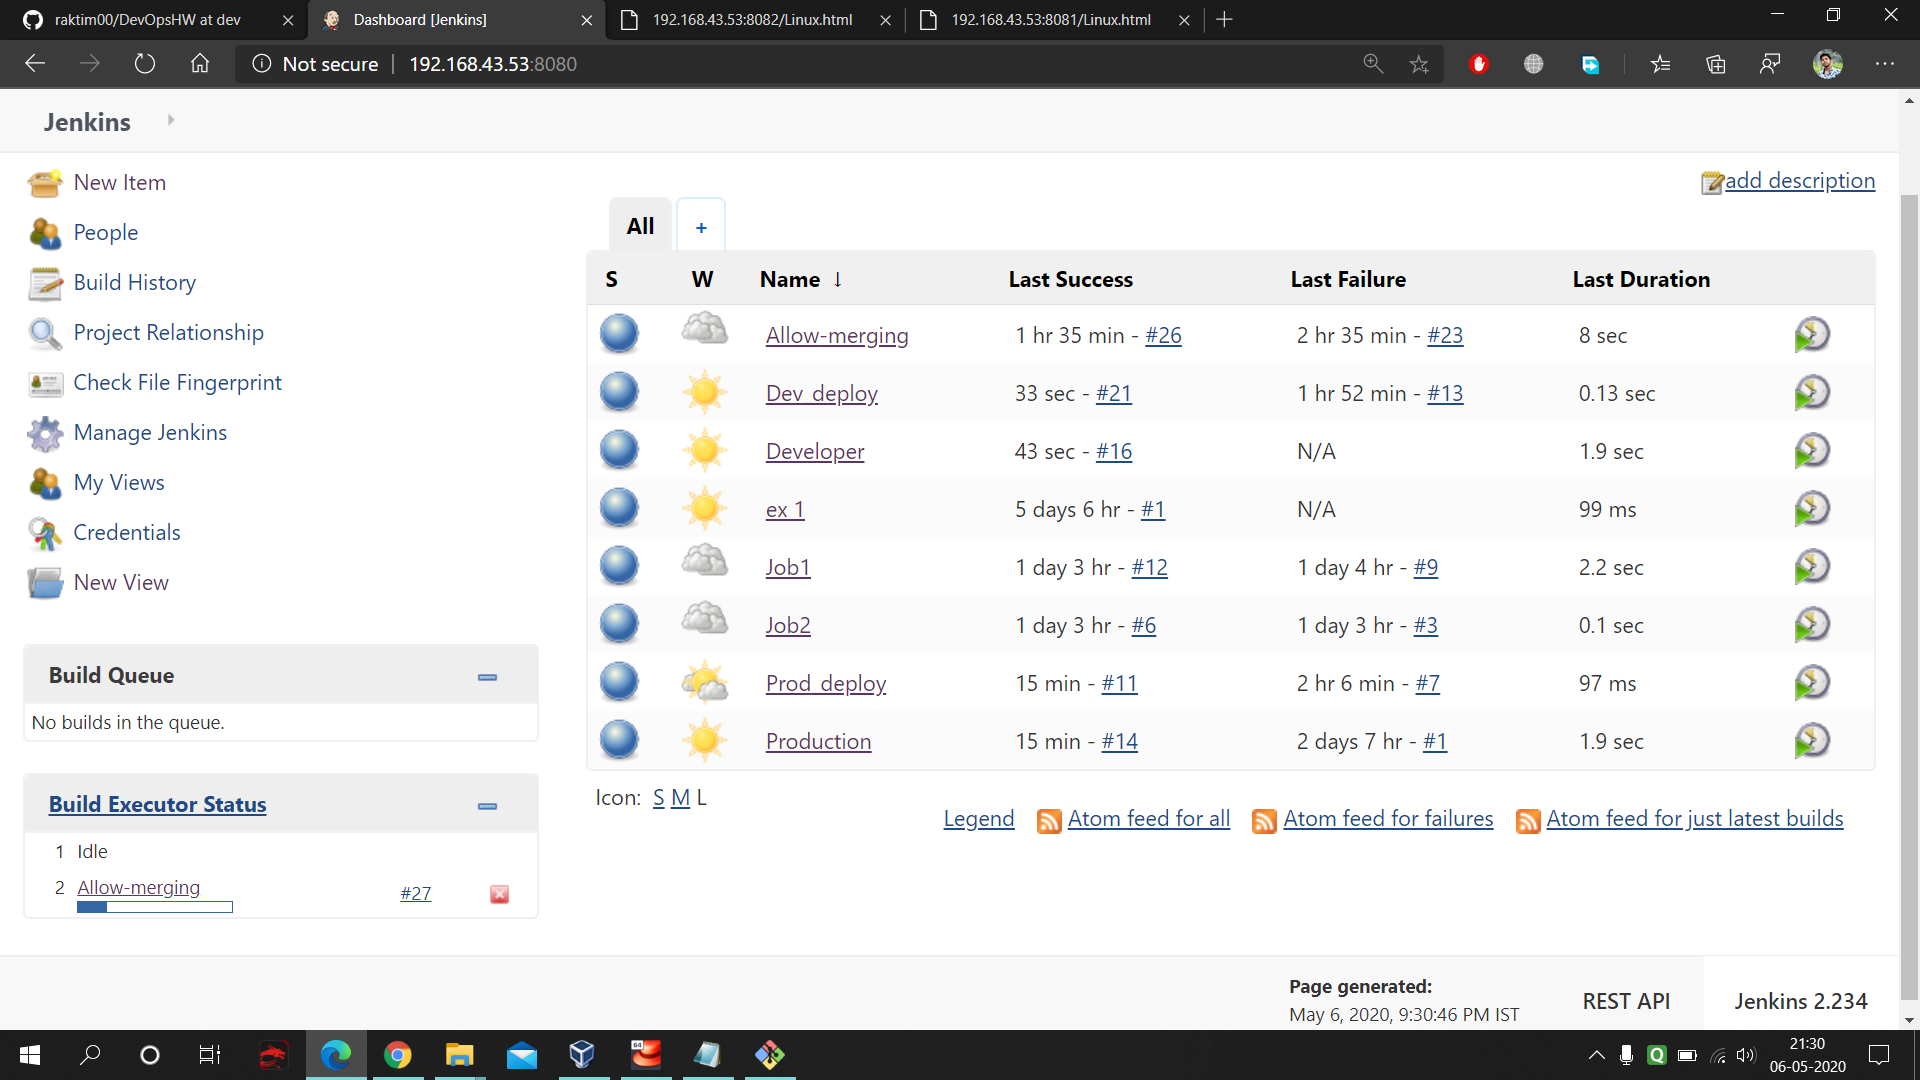 raktim00/DevOpsHW at dev
Dashboard [Jenkins]
192.168.43.53:8082/Linux.html
192.168.43.53:8081/Linux.html
Not secure | 192.168.43.53:8080
Jenkins
New Item
People
Build History
Project Relationship
Check File Fingerprint
Manage Jenkins
My Views
Credentials
New View
Build Queue
No builds in the queue.
Build Executor Status
1 Idle
2 Allow-merging #27
add description
All +
S W Name ↓ Last Success Last Failure Last Duration
Allow-merging 1 hr 35 min - #26 2 hr 35 min - #23 8 sec
Dev_deploy 33 sec - #21 1 hr 52 min - #13 0.13 sec
Developer 43 sec - #16 N/A 1.9 sec
ex 1 5 days 6 hr - #1 N/A 99 ms
Job1 1 day 3 hr - #12 1 day 4 hr - #9 2.2 sec
Job2 1 day 3 hr - #6 1 day 3 hr - #3 0.1 sec
Prod_deploy 15 min - #11 2 hr 6 min - #7 97 ms
Production 15 min - #14 2 days 7 hr - #1 1.9 sec
Icon: S M L
Legend Atom feed for all Atom feed for failures Atom feed for just latest builds
Page generated:
May 6, 2020, 9:30:46 PM IST
REST API
Jenkins 2.234
64
Q
21:30
06-05-2020